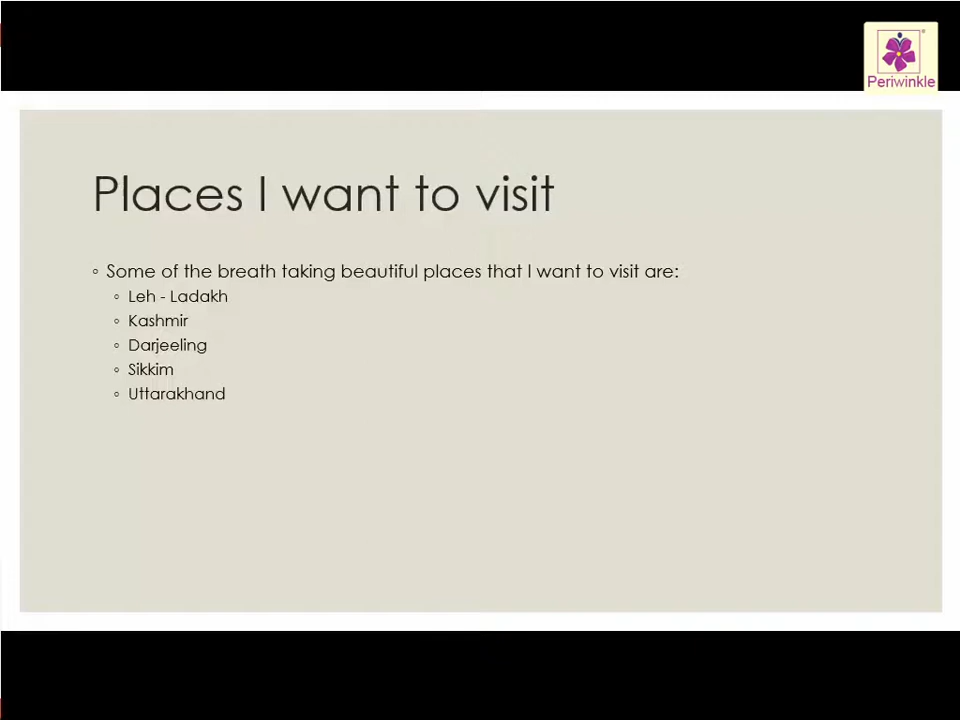 Periwinkle
Places I want to visit
◦ Some of the breath taking beautiful places that I want to visit are:
◦ Leh - Ladakh
◦ Kashmir
◦ Darjeeling
◦ Sikkim
◦ Uttarakhand